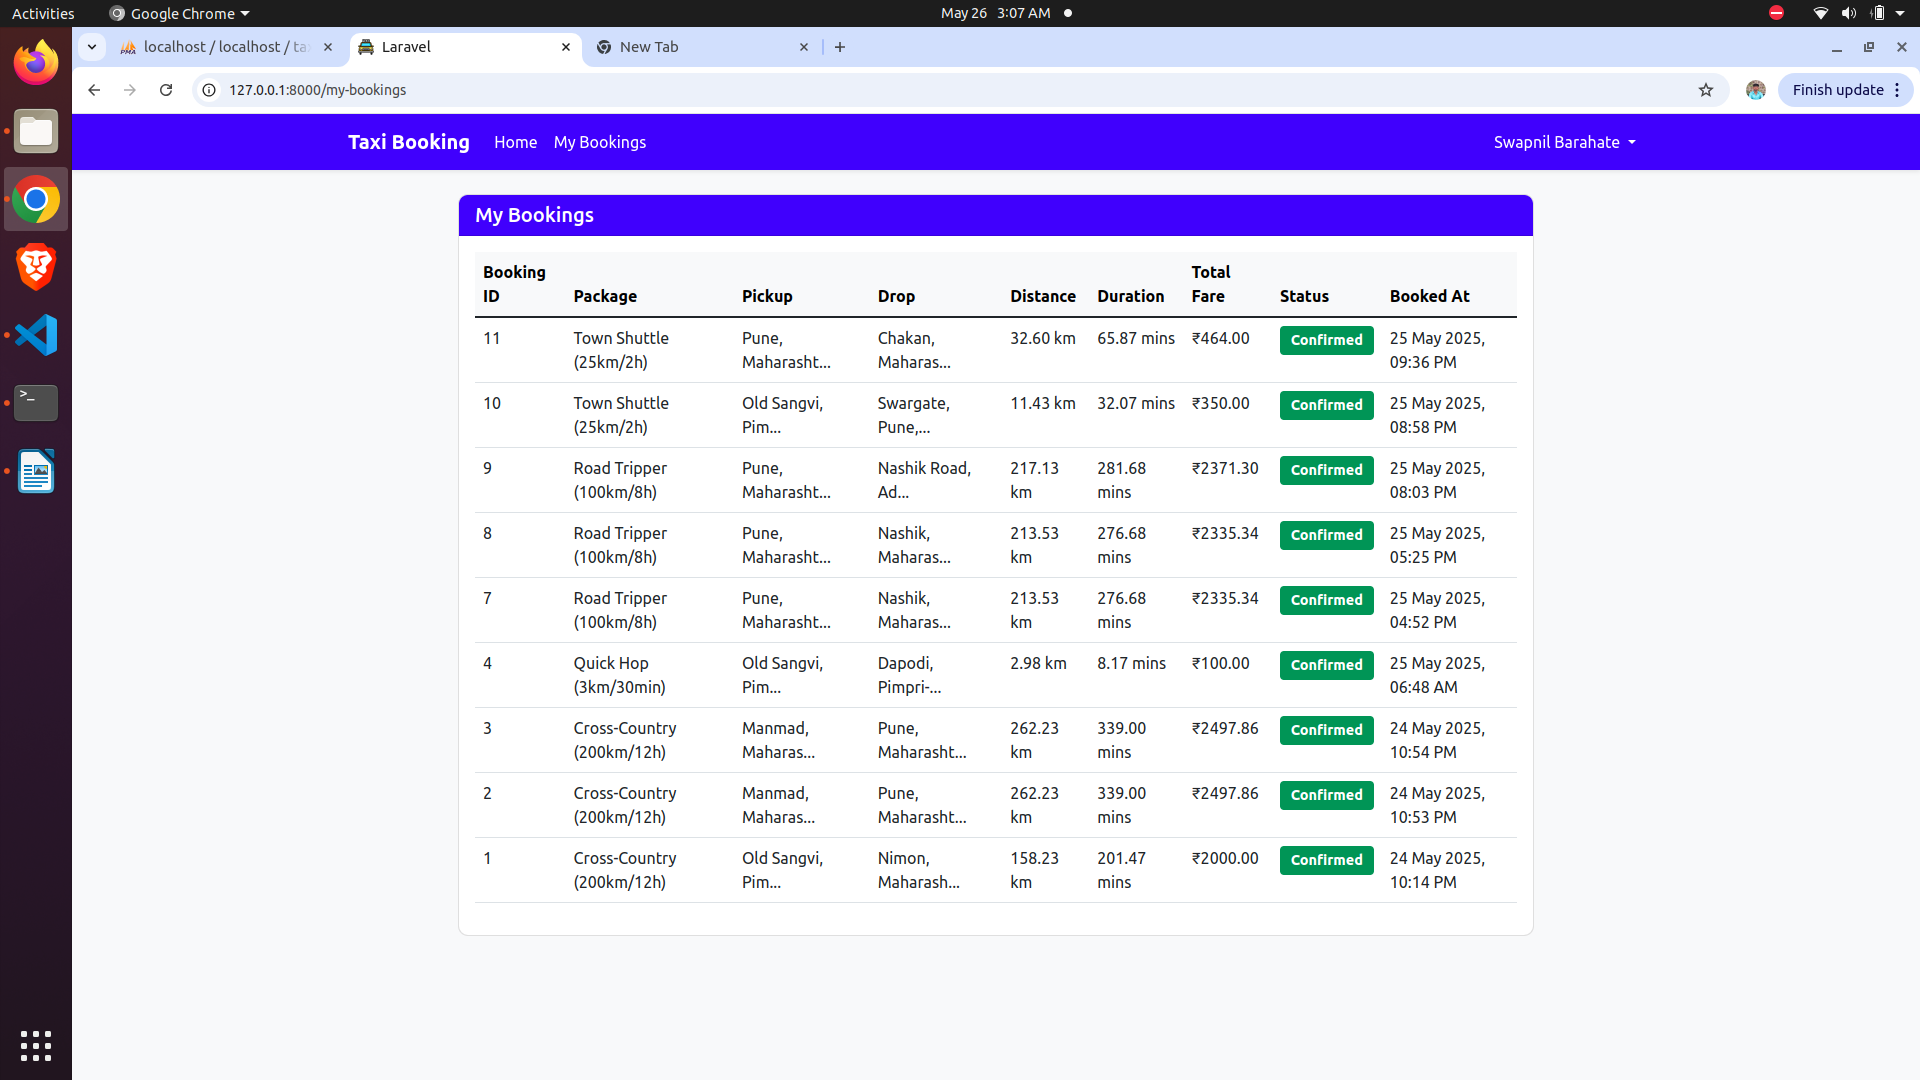 Activities
Google Chrome
May 26 3:07 AM
localhost / localhost / ta
Laravel
New Tab
127.0.0.1:8000/my-bookings
Finish update
Taxi Booking
Home
My Bookings
Swapnil Barahate
My Bookings
Booking ID Package Pickup Drop Distance Duration Total Fare Status Booked At
11 Town Shuttle (25km/2h) Pune, Maharasht... Chakan, Maharas... 32.60 km 65.87 mins ₹464.00 Confirmed 25 May 2025, 09:36 PM
10 Town Shuttle (25km/2h) Old Sangvi, Pim... Swargate, Pune,... 11.43 km 32.07 mins ₹350.00 Confirmed 25 May 2025, 08:58 PM
9 Road Tripper (100km/8h) Pune, Maharasht... Nashik Road, Ad... 217.13 km 281.68 mins ₹2371.30 Confirmed 25 May 2025, 08:03 PM
8 Road Tripper (100km/8h) Pune, Maharasht... Nashik, Maharas... 213.53 km 276.68 mins ₹2335.34 Confirmed 25 May 2025, 05:25 PM
7 Road Tripper (100km/8h) Pune, Maharasht... Nashik, Maharas... 213.53 km 276.68 mins ₹2335.34 Confirmed 25 May 2025, 04:52 PM
4 Quick Hop (3km/30min) Old Sangvi, Pim... Dapodi, Pimpri-... 2.98 km 8.17 mins ₹100.00 Confirmed 25 May 2025, 06:48 AM
3 Cross-Country (200km/12h) Manmad, Maharas... Pune, Maharasht... 262.23 km 339.00 mins ₹2497.86 Confirmed 24 May 2025, 10:54 PM
2 Cross-Country (200km/12h) Manmad, Maharas... Pune, Maharasht... 262.23 km 339.00 mins ₹2497.86 Confirmed 24 May 2025, 10:53 PM
1 Cross-Country (200km/12h) Old Sangvi, Pim... Nimon, Maharash... 158.23 km 201.47 mins ₹2000.00 Confirmed 24 May 2025, 10:14 PM